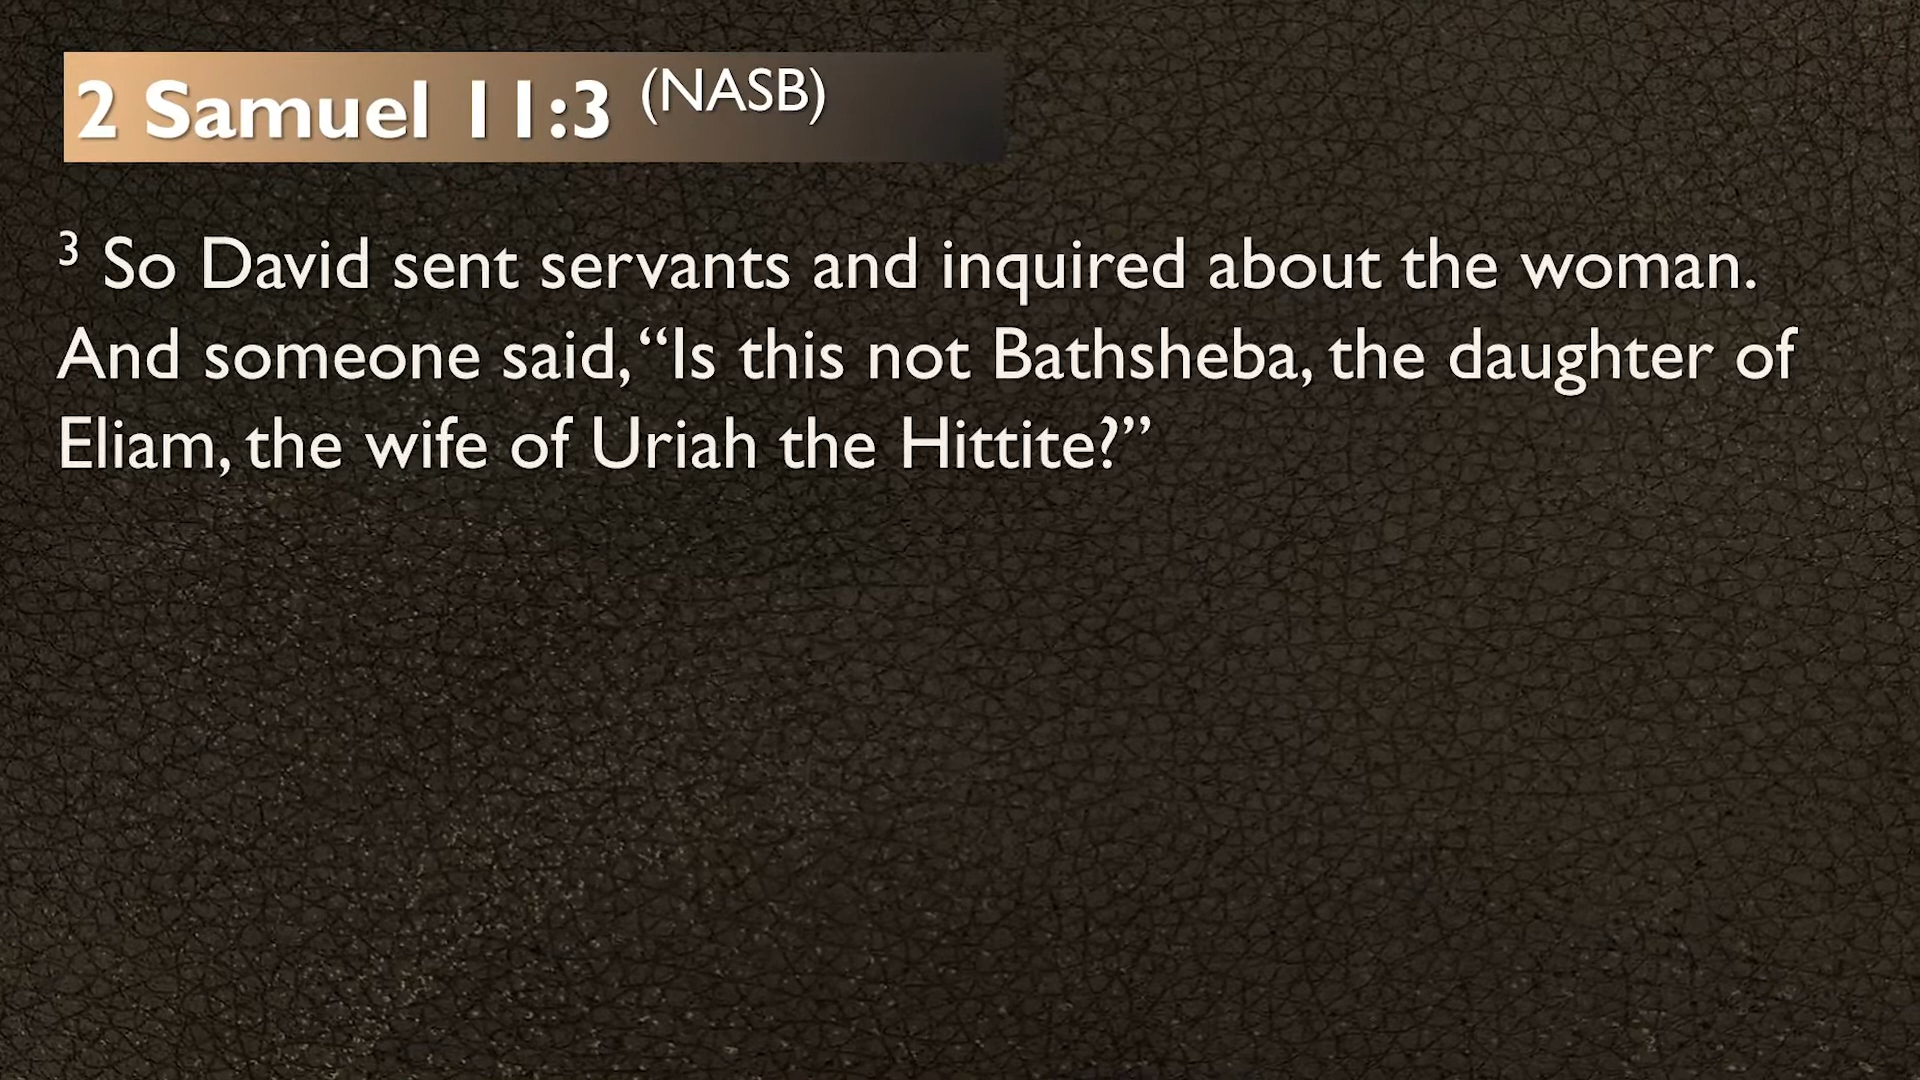 2 Samuel 11:3 (NASB)
3 So David sent servants and inquired about the woman.
And someone said, “Is this not Bathsheba, the daughter of
Eliam, the wife of Uriah the Hittite?”